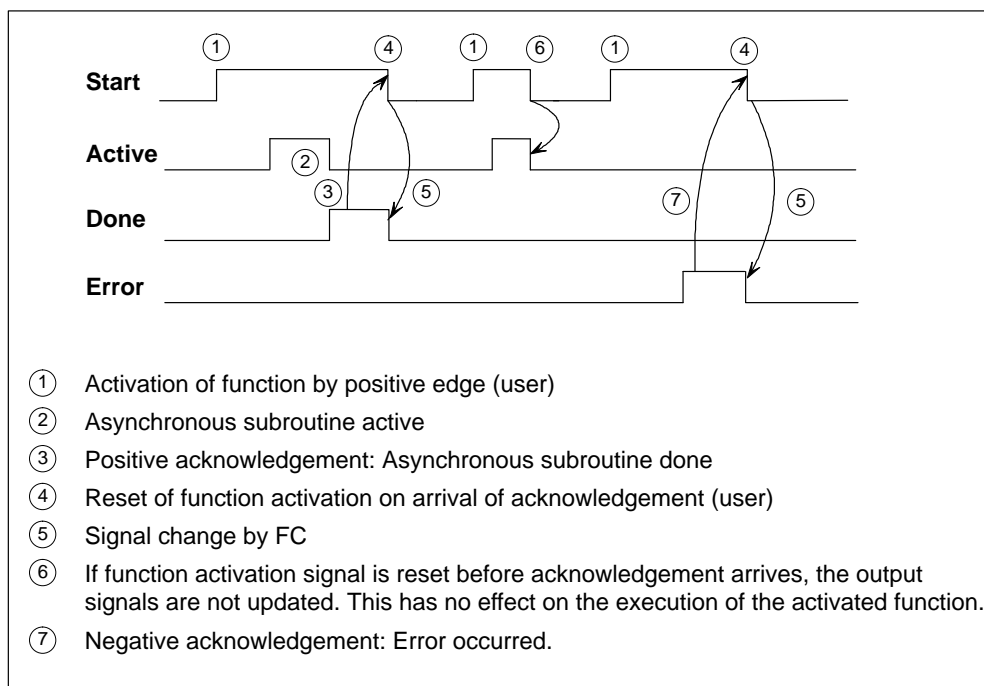 ① ④ ① ⑥ ① ④
Start
Active
②
③ ⑤ ⑦ ⑤
Done
Error
① Activation of function by positive edge (user)
② Asynchronous subroutine active
③ Positive acknowledgement: Asynchronous subroutine done
④ Reset of function activation on arrival of acknowledgement (user)
⑤ Signal change by FC
⑥ If function activation signal is reset before acknowledgement arrives, the output
signals are not updated. This has no effect on the execution of the activated function.
⑦ Negative acknowledgement: Error occurred.